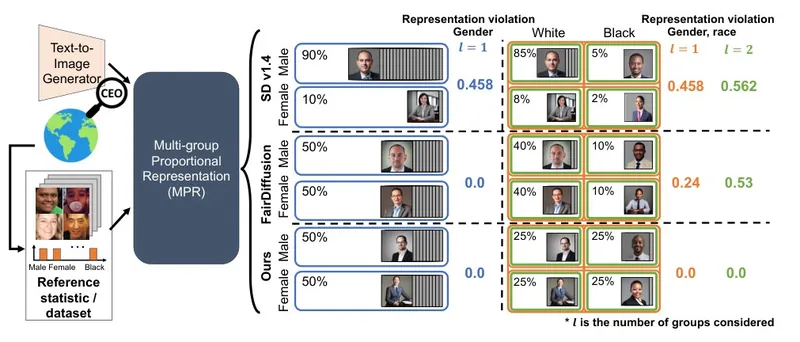 Text-to-
Image
Generator
CEO
Male Female
Black
Reference
statistic /
dataset
Multi-group
Proportional
Representation
(MPR)
Representation violation
Gender
l = 1
White
Black
Representation violation
Gender, race
l = 1
l = 2
SD v1.4
Male
90%
85%
5%
Female
10%
8%
2%
0.458
0.458
0.562
FairDiffusion
Male
50%
40%
10%
Female
50%
40%
10%
0.0
0.24
0.53
Ours
Male
50%
25%
25%
Female
50%
25%
25%
0.0
0.0
0.0
* l is the number of groups considered